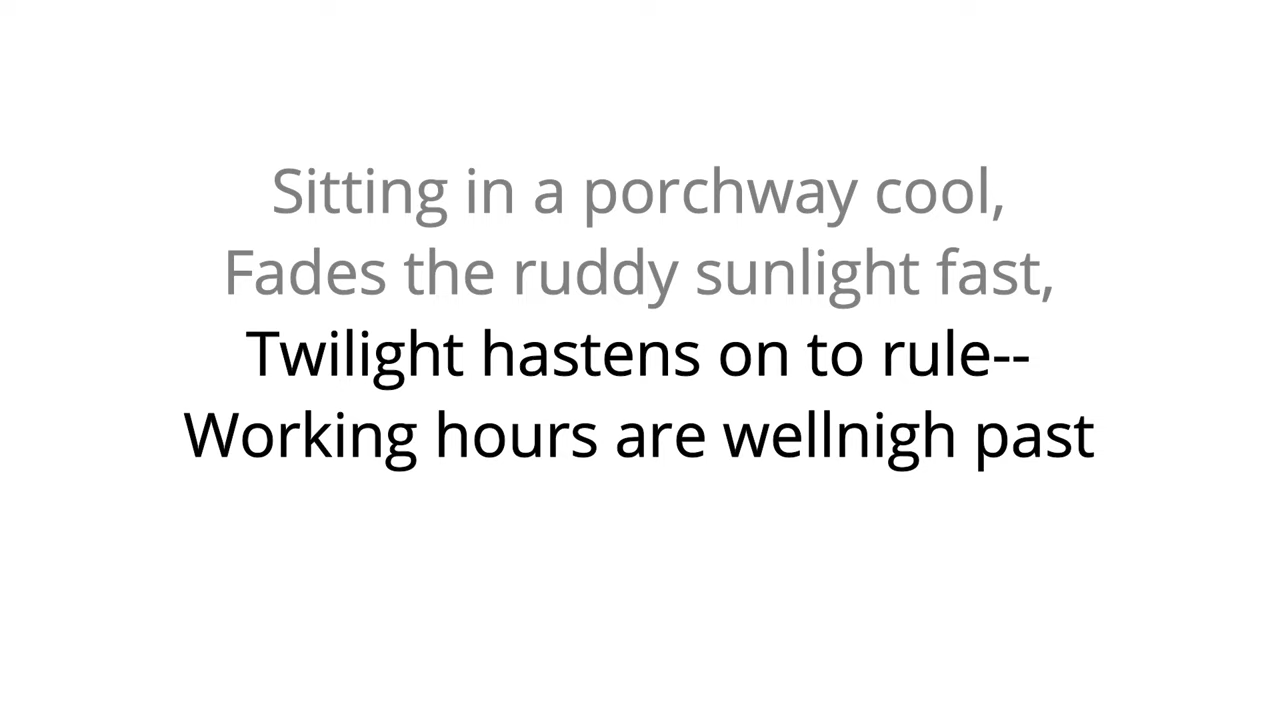 Sitting in a porchway cool,
Fades the ruddy sunlight fast,
Twilight hastens on to rule--
Working hours are wellnigh past